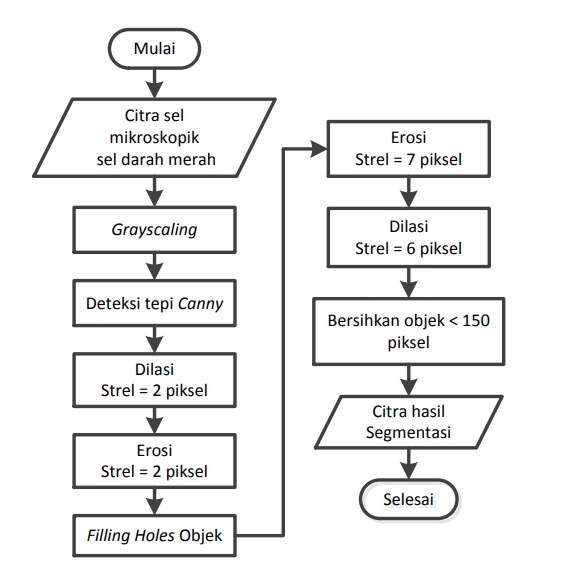 Mulai
Citra sel
mikroskopik
sel darah merah
Grayscaling
Deteksi tepi Canny
Dilasi
Strel = 2 piksel
Erosi
Strel = 2 piksel
Filling Holes Objek
Erosi
Strel = 7 piksel
Dilasi
Strel = 6 piksel
Bersihkan objek < 150
piksel
Citra hasil
Segmentasi
Selesai